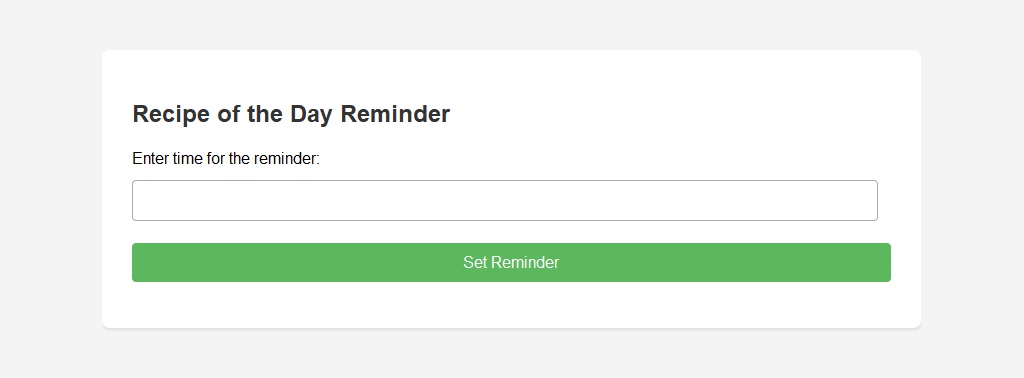 Recipe of the Day Reminder
Enter time for the reminder:
Set Reminder